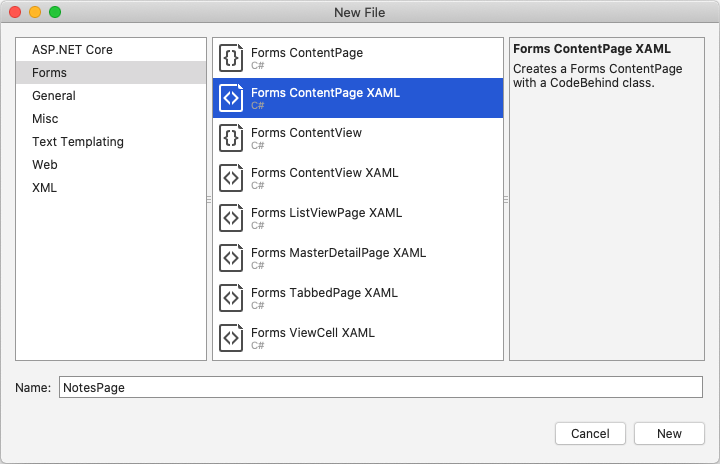 New File
ASP.NET Core
Forms
General
Misc
Text Templating
Web
XML
Forms ContentPage
C#
Forms ContentPage XAML
C#
Forms ContentView
C#
Forms ContentView XAML
C#
Forms ListViewPage XAML
C#
Forms MasterDetailPage XAML
C#
Forms TabbedPage XAML
C#
Forms ViewCell XAML
C#
Forms ContentPage XAML
Creates a Forms ContentPage
with a CodeBehind class.
Name: NotesPage
Cancel New